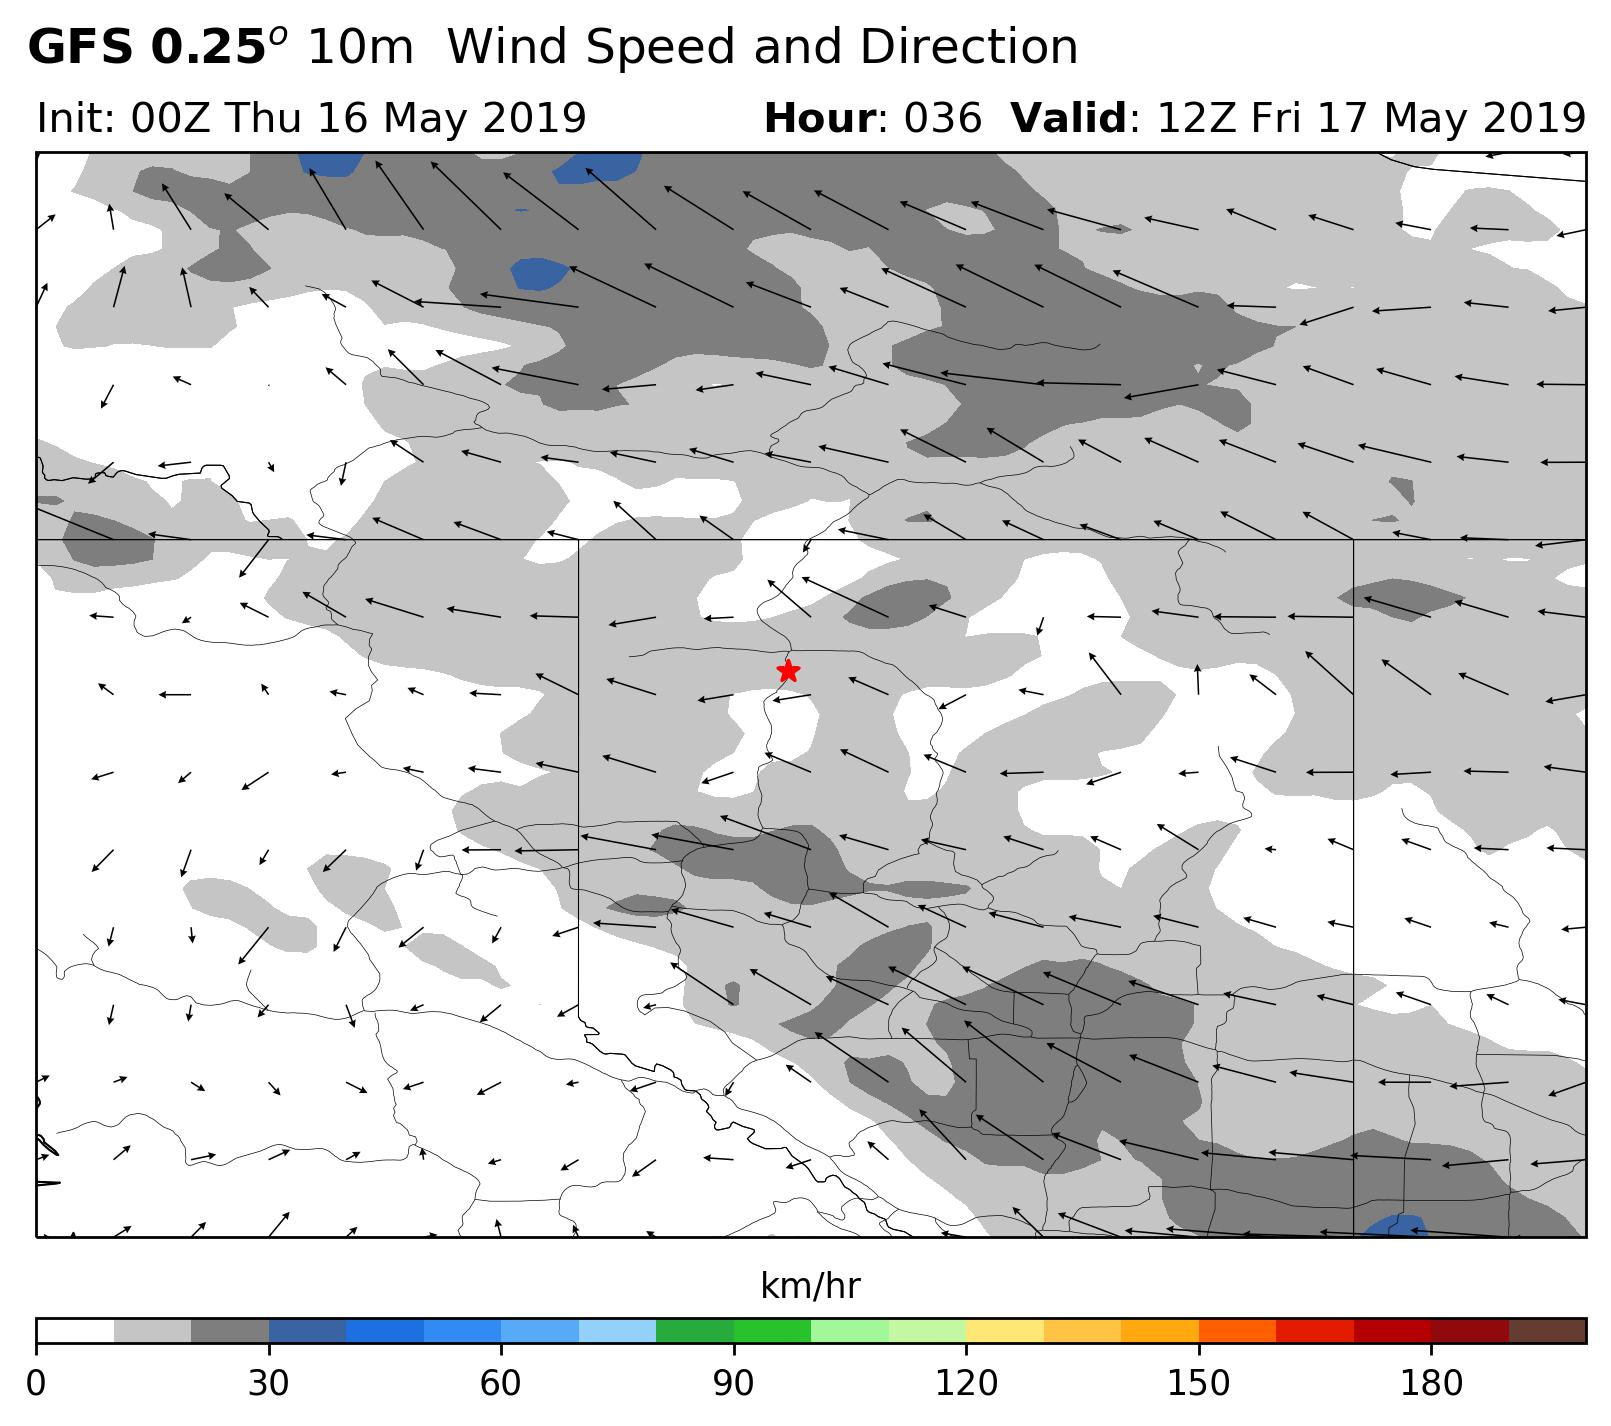 GFS 0.25° 10m Wind Speed and Direction
Init: 00Z Thu 16 May 2019 Hour: 036 Valid: 12Z Fri 17 May 2019
km/hr
0 30 60 90 120 150 180